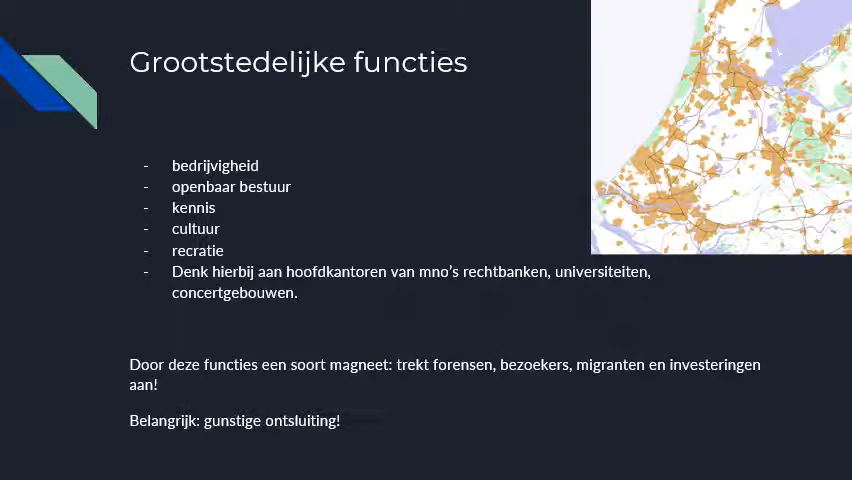 Grootstedelijke functies
- bedrijvigheid
- openbaar bestuur
- kennis
- cultuur
- recratie
- Denk hierbij aan hoofdkantoren van mno's rechtbanken, universiteiten,
concertgebouwen.
Door deze functies een soort magneet: trekt forensen, bezoekers, migranten en investeringen
aan!
Belangrijk: gunstige ontsluiting!